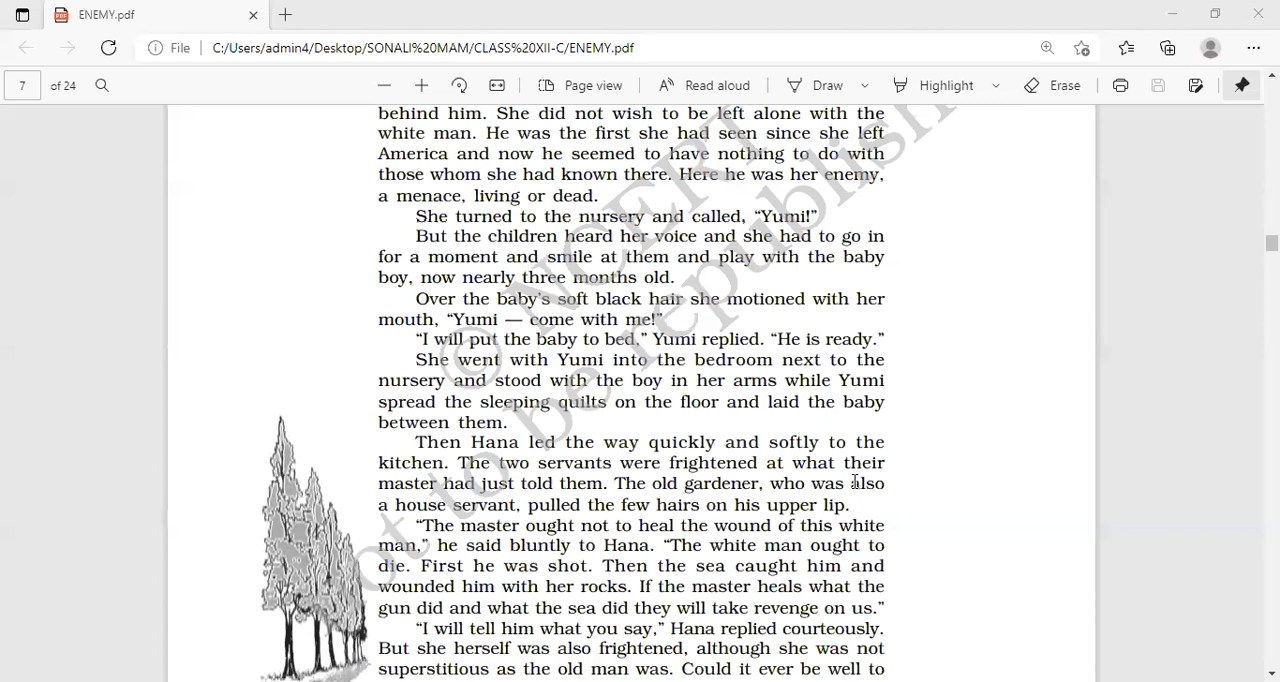 ENEMY.pdf
File
C:/Users/admin4/Desktop/SONALI%20MAM/CLASS%20XII-C/ENEMY.pdf
7 of 24
Page view
Read aloud
Draw
Highlight
Erase
behind him. She did not wish to be left alone with the
white man. He was the first she had seen since she left
America and now he seemed to have nothing to do with
those whom she had known there. Here he was her enemy,
a menace, living or dead.
She turned to the nursery and called, “Yumi!”
But the children heard her voice and she had to go in
for a moment and smile at them and play with the baby
boy, now nearly three months old.
Over the baby’s soft black hair she motioned with her
mouth, “Yumi — come with me!”
“I will put the baby to bed,” Yumi replied. “He is ready.”
She went with Yumi into the bedroom next to the
nursery and stood with the boy in her arms while Yumi
spread the sleeping quilts on the floor and laid the baby
between them.
Then Hana led the way quickly and softly to the
kitchen. The two servants were frightened at what their
master had just told them. The old gardener, who was also
a house servant, pulled the few hairs on his upper lip.
“The master ought not to heal the wound of this white
man,” he said bluntly to Hana. “The white man ought to
die. First he was shot. Then the sea caught him and
wounded him with her rocks. If the master heals what the
gun did and what the sea did they will take revenge on us.”
“I will tell him what you say,” Hana replied courteously.
But she herself was also frightened, although she was not
superstitious as the old man was. Could it ever be well to
© NCERT
not to be republish